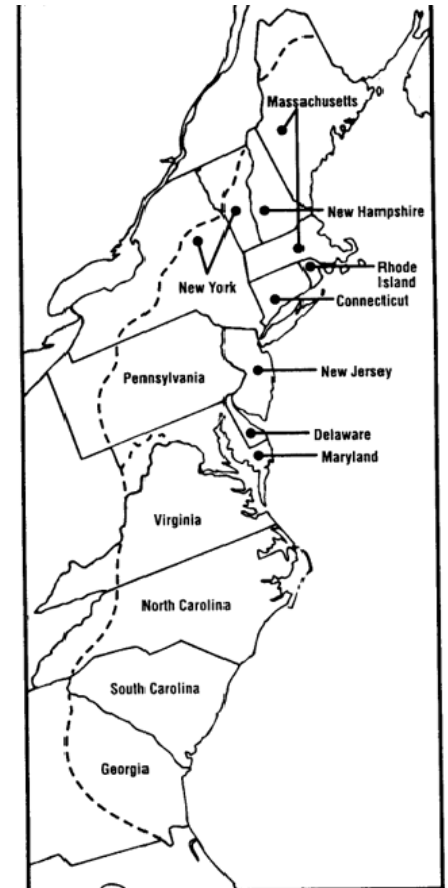 Massachusetts
New Hampshire
Rhode
Island
New York
Connecticut
Pennsylvania
New Jersey
Delaware
Maryland
Virginia
North Carolina
South Carolina
Georgia